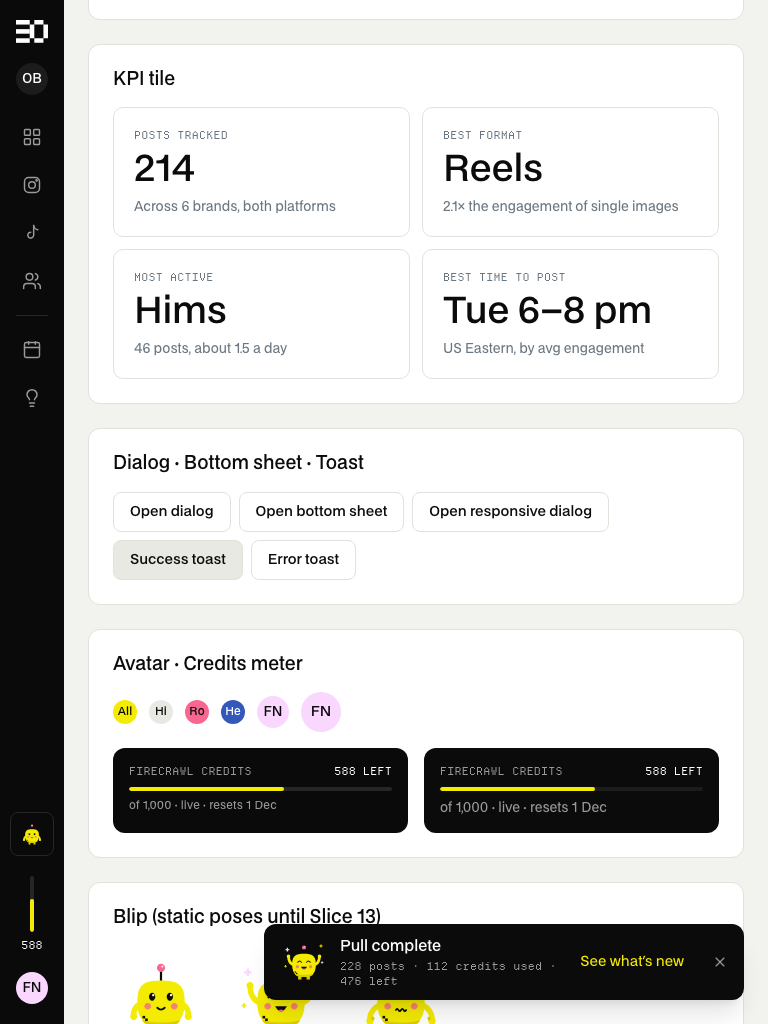 OB
KPI tile
POSTS TRACKED
214
Across 6 brands, both platforms
BEST FORMAT
Reels
2.1× the engagement of single images
MOST ACTIVE
Hims
46 posts, about 1.5 a day
BEST TIME TO POST
Tue 6–8 pm
US Eastern, by avg engagement
Dialog · Bottom sheet · Toast
Open dialog
Open bottom sheet
Open responsive dialog
Success toast
Error toast
Avatar · Credits meter
All
Hi
Ro
He
FN
FN
FIRECRAWL CREDITS
588 LEFT
of 1,000 · live · resets 1 Dec
FIRECRAWL CREDITS
588 LEFT
of 1,000 · live · resets 1 Dec
Blip (static poses until Slice 13)
Pull complete
228 posts · 112 credits used ·
476 left
See what's new
588
FN